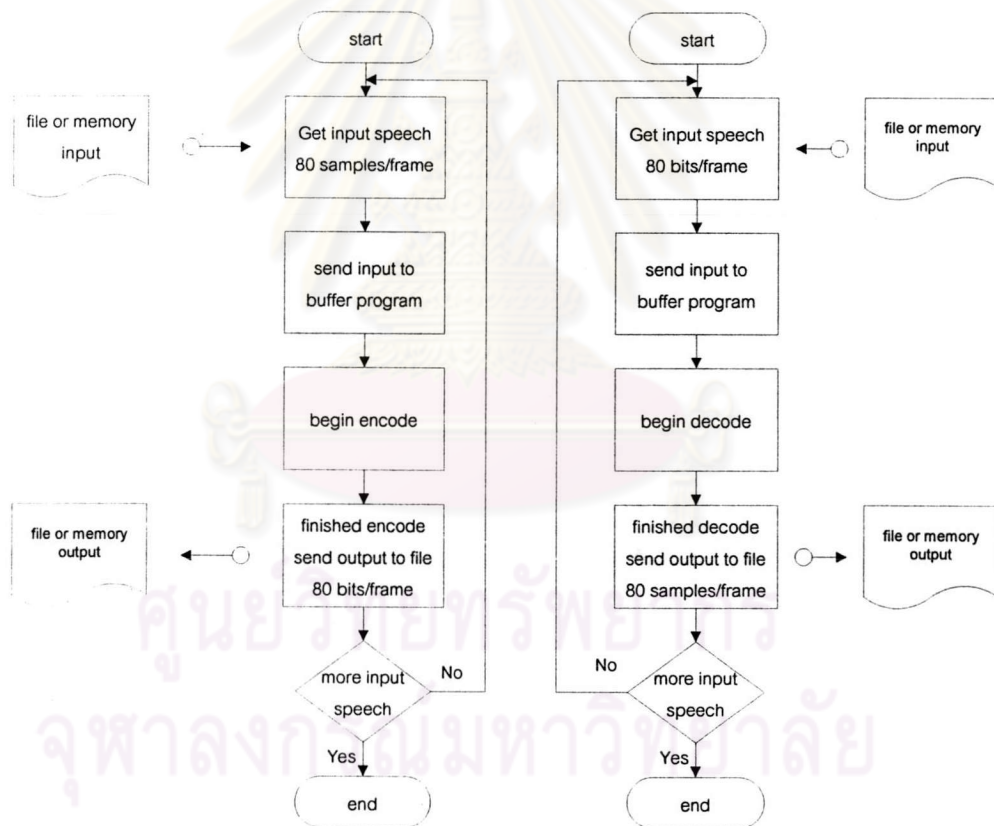 start
file or memory
input
Get input speech
80 samples/frame
send input to
buffer program
begin encode
finished encode
send output to file
80 bits/frame
file or memory
output
more input
speech
No
Yes
end
start
Get input speech
80 bits/frame
file or memory
input
send input to
buffer program
begin decode
finished decode
send output to file
80 samples/frame
file or memory
output
No
more input
speech
Yes
end
ศูนย์วิทยทรัพยากร
จุฬาลงกรณ์มหาวิทยาลัย